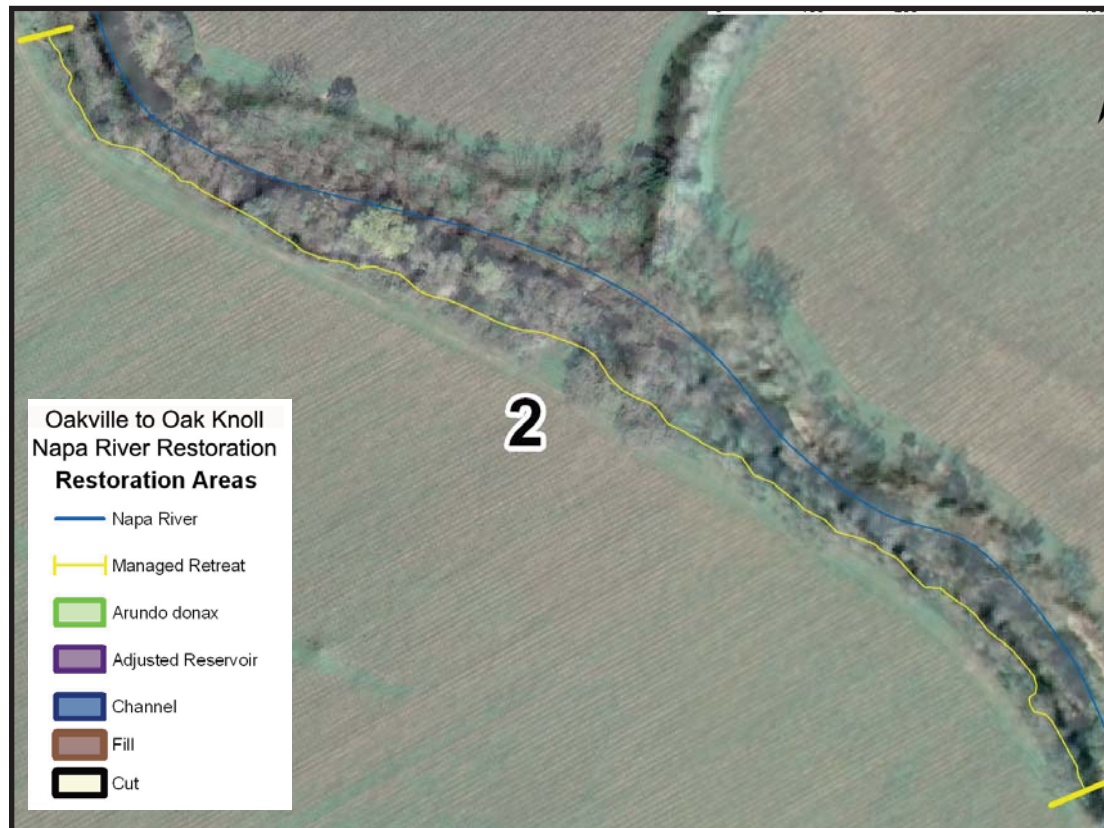 2
Oakville to Oak Knoll
Napa River Restoration
Restoration Areas
Napa River
Managed Retreat
Arundo donax
Adjusted Reservoir
Channel
Fill
Cut